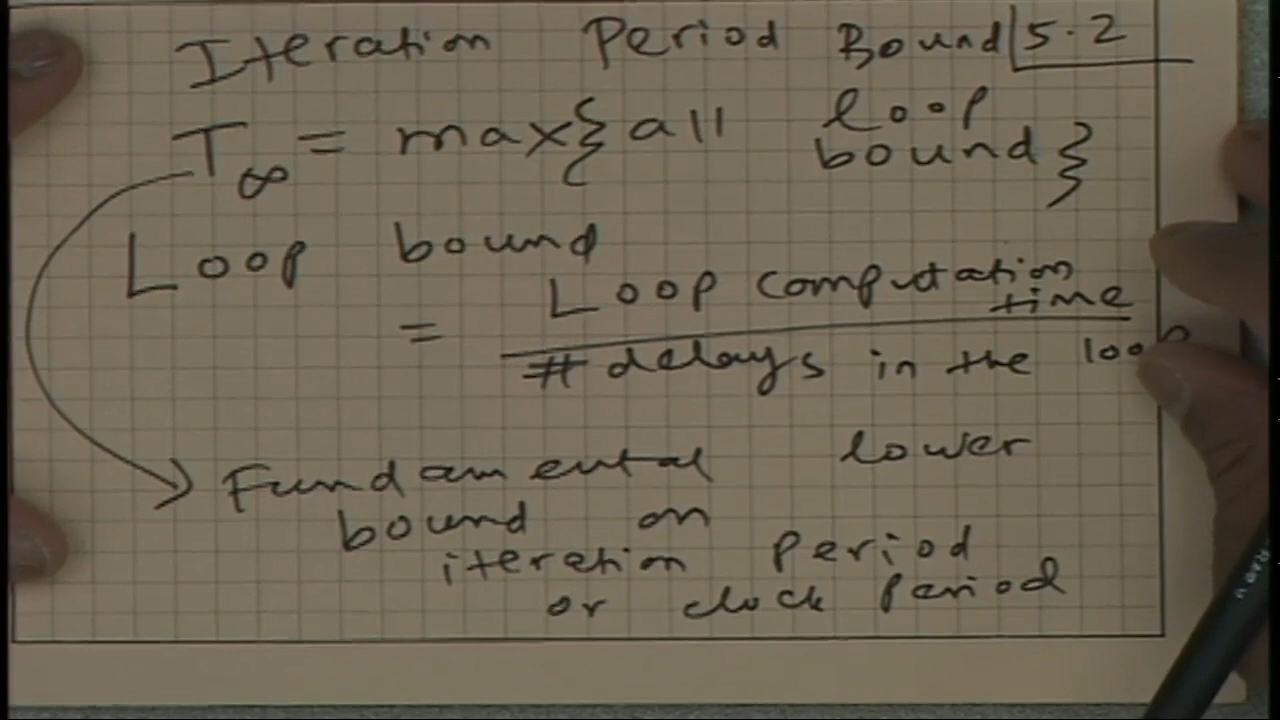 Iteration Period Bound 5.2
T∞ = max{all loop bound}
Loop bound
= Loop computation time
# delays in the loop
Fundamental lower
bound on
iteration period
or clock period